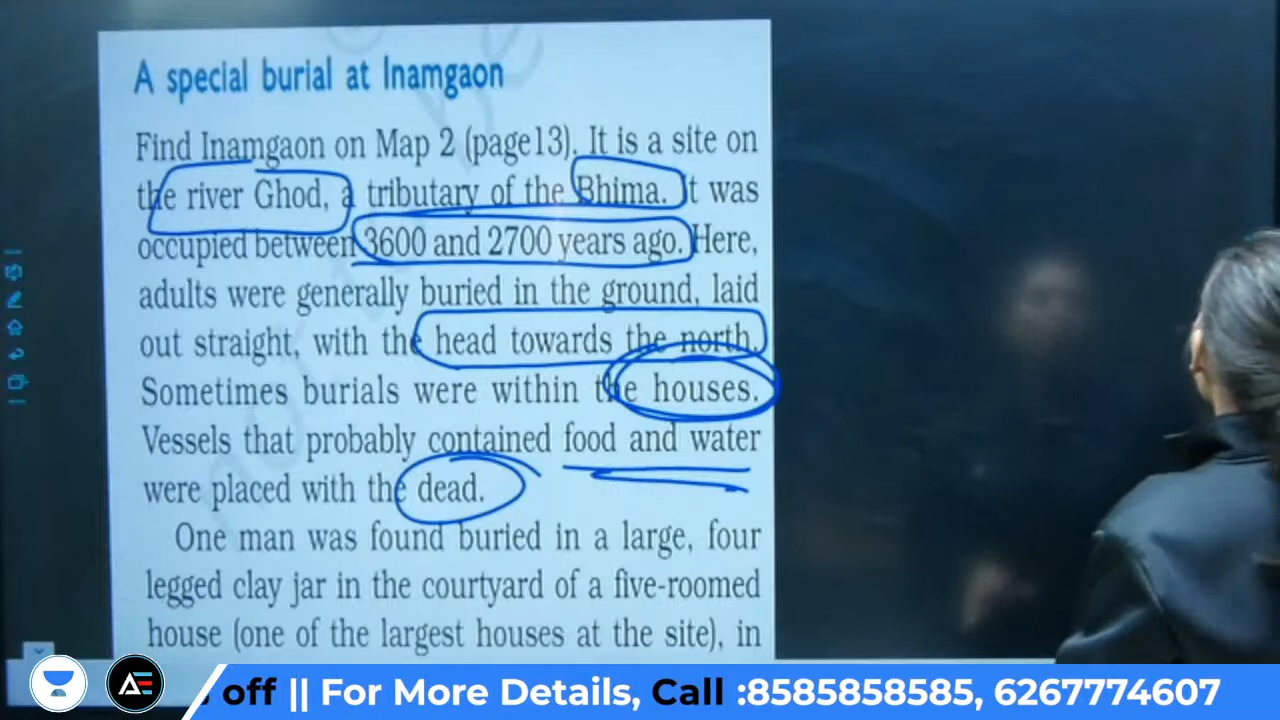 A special burial at Inamgaon
Find Inamgaon on Map 2 (page13). It is a site on
the river Ghod, a tributary of the Bhima. It was
occupied between 3600 and 2700 years ago. Here,
adults were generally buried in the ground, laid
out straight, with the head towards the north.
Sometimes burials were within the houses.
Vessels that probably contained food and water
were placed with the dead.
One man was found buried in a large, four
legged clay jar in the courtyard of a five-roomed
house (one of the largest houses at the site), in
off || For More Details, Call :8585858585, 6267774607